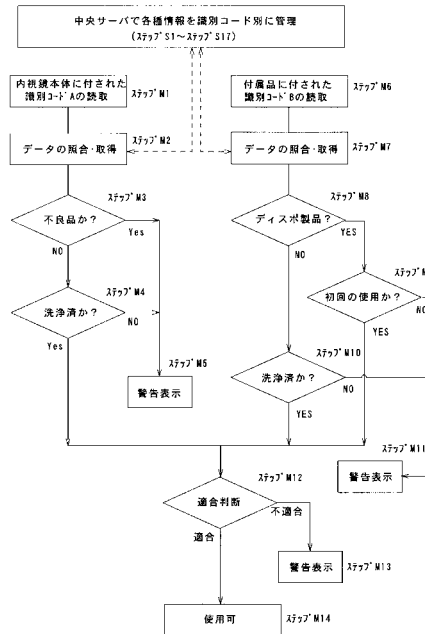 中央サーバで各種情報を識別コード別に管理
(ステップS1〜ステップS17)
内視鏡本体に付された
識別コードAの読取
ステップM1
付属品に付された
識別コードBの読取
ステップM6
データの照合・取得
ステップM2
データの照合・取得
ステップM7
ステップM3
不良品か?
Yes
NO
ステップM8
ディスポ製品?
YES
NO
ステップM4
洗浄済か?
NO
Yes
初回の使用か?
NO
YES
ステップM5
警告表示
ステップM10
洗浄済か?
NO
YES
ステップM11
警告表示
ステップM12
適合判断
不適合
適合
警告表示
ステップM13
使用可
ステップM14